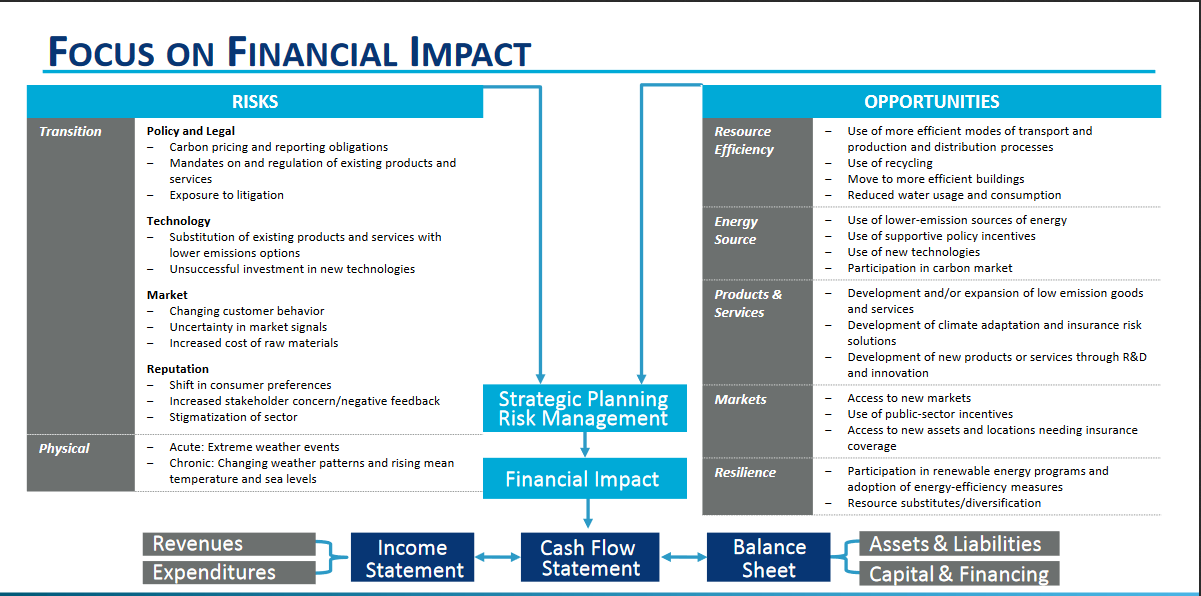 FOCUS ON FINANCIAL IMPACT
RISKS
Transition
Policy and Legal
– Carbon pricing and reporting obligations
– Mandates on and regulation of existing products and
services
– Exposure to litigation
Technology
– Substitution of existing products and services with
lower emissions options
– Unsuccessful investment in new technologies
Market
– Changing customer behavior
– Uncertainty in market signals
– Increased cost of raw materials
Reputation
– Shift in consumer preferences
– Increased stakeholder concern/negative feedback
– Stigmatization of sector
Physical
– Acute: Extreme weather events
– Chronic: Changing weather patterns and rising mean
temperature and sea levels
OPPORTUNITIES
Resource
Efficiency
– Use of more efficient modes of transport and
production and distribution processes
– Use of recycling
– Move to more efficient buildings
– Reduced water usage and consumption
Energy
Source
– Use of lower-emission sources of energy
– Use of supportive policy incentives
– Use of new technologies
– Participation in carbon market
Products &
Services
– Development and/or expansion of low emission goods
and services
– Development of climate adaptation and insurance risk
solutions
– Development of new products or services through R&D
and innovation
Markets
– Access to new markets
– Use of public-sector incentives
– Access to new assets and locations needing insurance
coverage
Resilience
– Participation in renewable energy programs and
adoption of energy-efficiency measures
– Resource substitutes/diversification
Strategic Planning
Risk Management
Financial Impact
Revenues
Expenditures
Income
Statement
Cash Flow
Statement
Balance
Sheet
Assets & Liabilities
Capital & Financing